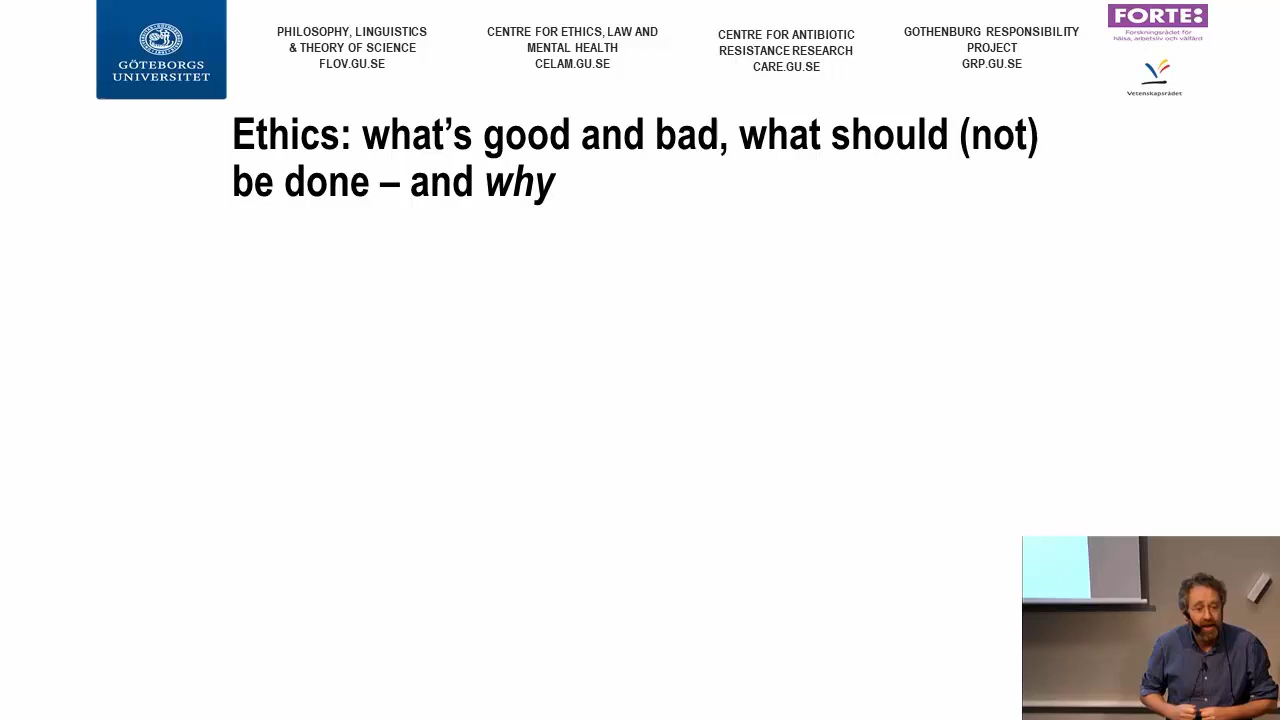 GÖTEBORGS
UNIVERSITET
PHILOSOPHY, LINGUISTICS
& THEORY OF SCIENCE
FLOV.GU.SE
CENTRE FOR ETHICS, LAW AND
MENTAL HEALTH
CELAM.GU.SE
CENTRE FOR ANTIBIOTIC
RESISTANCE RESEARCH
CARE.GU.SE
GOTHENBURG RESPONSIBILITY
PROJECT
GRP.GU.SE
FORTE:
Forskningsrådet för
hälsa, arbetsliv och välfärd
Vetenskapsrådet
Ethics: what’s good and bad, what should (not)
be done – and why